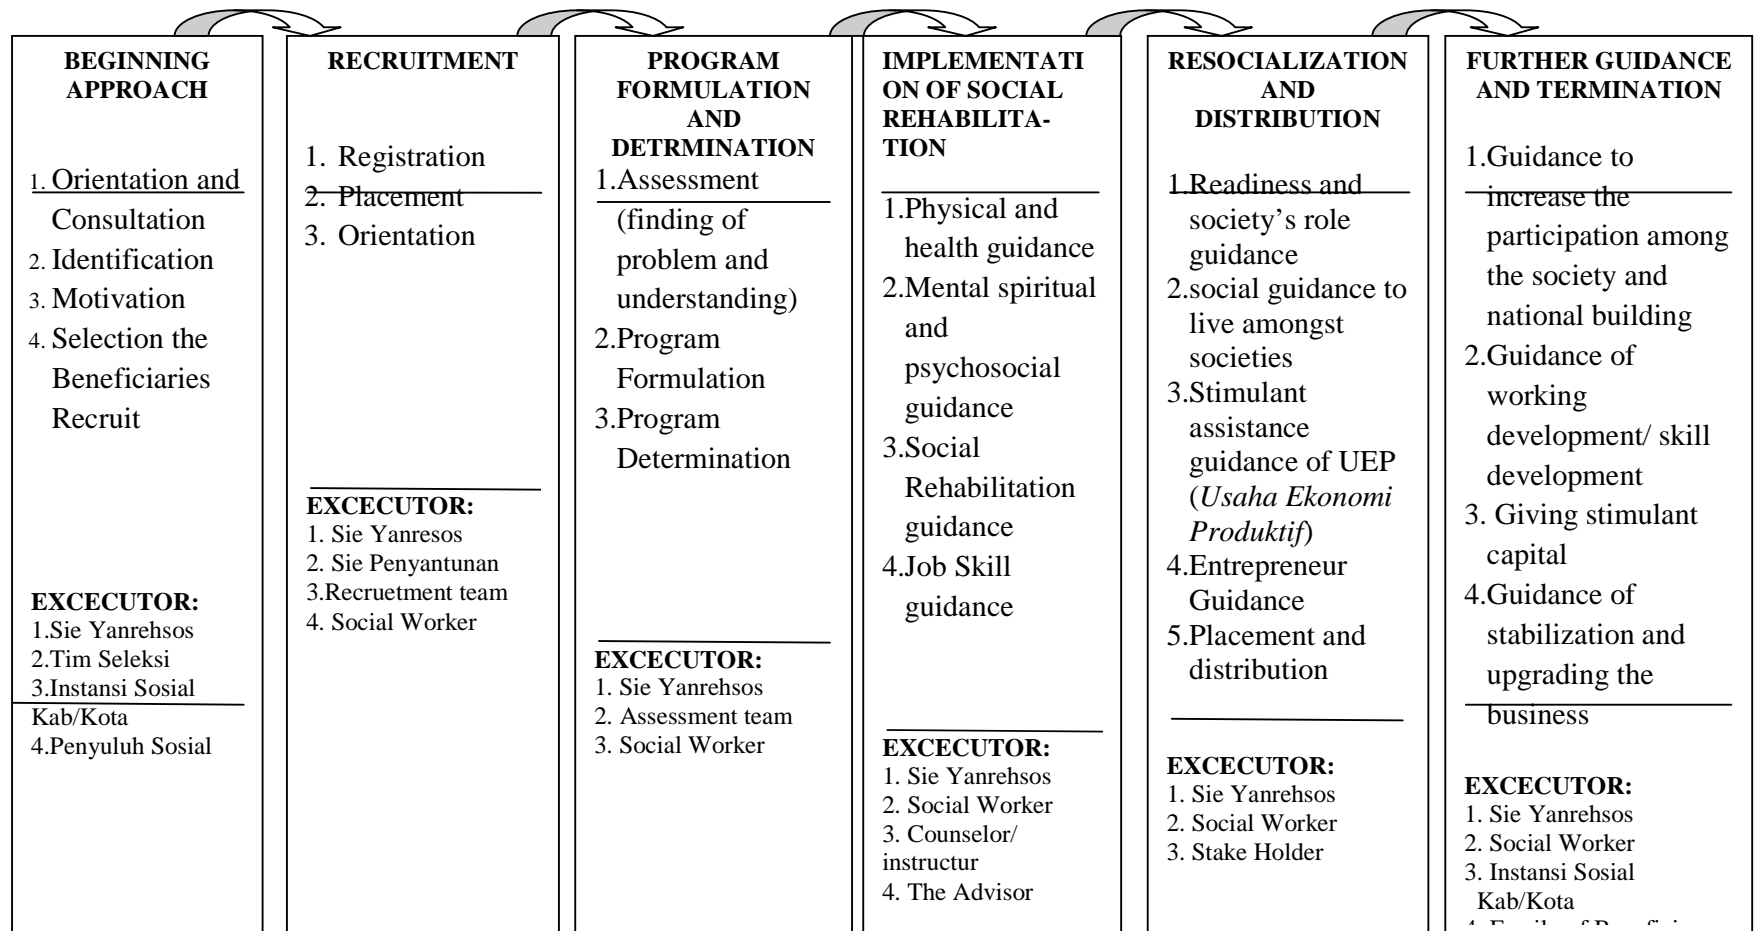 BEGINNING
APPROACH
1. Orientation and
Consultation
2. Identification
3. Motivation
4. Selection the
Beneficiaries
Recruit
EXCECUTOR:
1.Sie Yanrehsos
2.Tim Seleksi
3.Instansi Sosial
Kab/Kota
4.Penyuluh Sosial
RECRUITMENT
1. Registration
2. Placement
3. Orientation
EXCECUTOR:
1. Sie Yanresos
2. Sie Penyantunan
3.Recruetment team
4. Social Worker
PROGRAM
FORMULATION
AND
DETRMINATION
1.Assessment
(finding of
problem and
understanding)
2.Program
Formulation
3.Program
Determination
EXCECUTOR:
1. Sie Yanrehsos
2. Assessment team
3. Social Worker
IMPLEMENTATI
ON OF SOCIAL
REHABILITA-
TION
1.Physical and
health guidance
2.Mental spiritual
and
psychosocial
guidance
3.Social
Rehabilitation
guidance
4.Job Skill
guidance
EXCECUTOR:
1. Sie Yanrehsos
2. Social Worker
3. Counselor/
instructur
4. The Advisor
RESOCIALIZATION
AND
DISTRIBUTION
1.Readiness and
society’s role
guidance
2.social guidance to
live amongst
societies
3.Stimulant
assistance
guidance of UEP
(Usaha Ekonomi
Produktif)
4.Entrepreneur
Guidance
5.Placement and
distribution
EXCECUTOR:
1. Sie Yanrehsos
2. Social Worker
3. Stake Holder
FURTHER GUIDANCE
AND TERMINATION
1.Guidance to
increase the
participation among
the society and
national building
2.Guidance of
working
development/ skill
development
3. Giving stimulant
capital
4.Guidance of
stabilization and
upgrading the
business
EXCECUTOR:
1. Sie Yanrehsos
2. Social Worker
3. Instansi Sosial
Kab/Kota